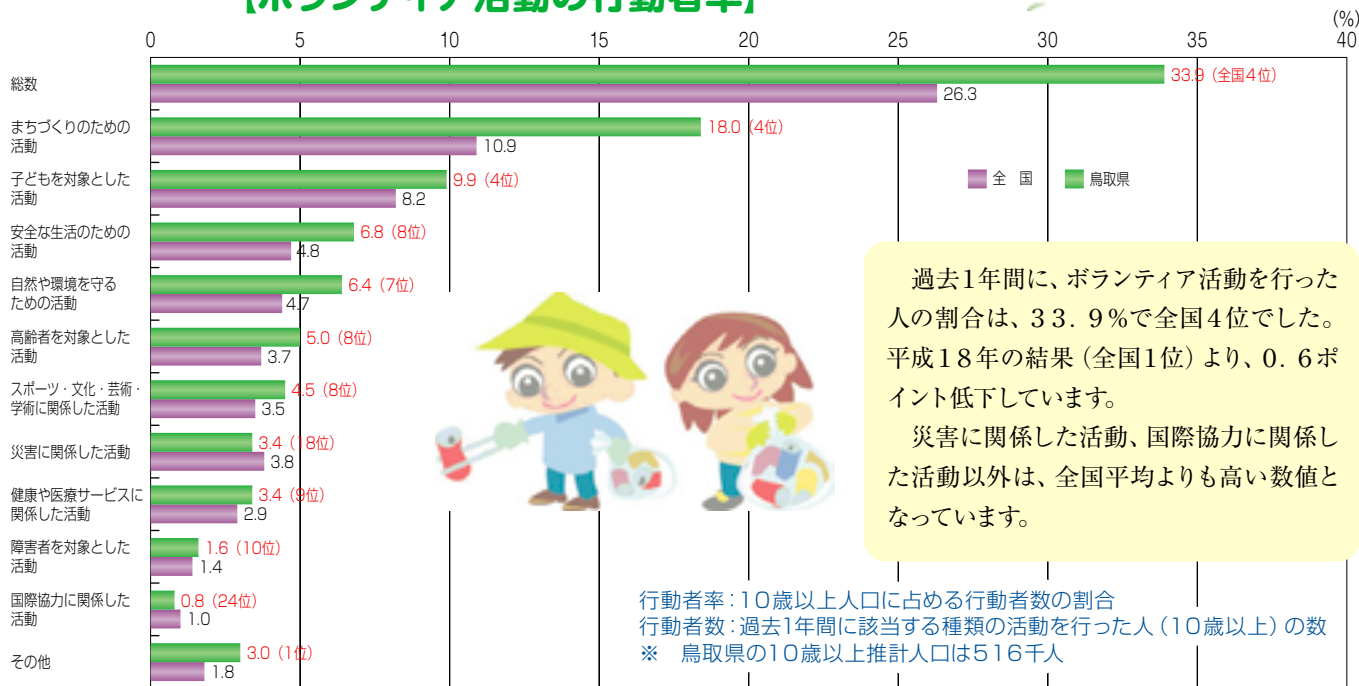 【ボランティア活動の行動者率】
(%)
0 5 10 15 20 25 30 35 40
総数
33.9（全国4位）
26.3
まちづくりのための
活動
18.0（4位）
10.9
子どもを対象とした
活動
9.9（4位）
8.2
全　国　鳥取県
安全な生活のための
活動
6.8（8位）
4.8
自然や環境を守る
ための活動
6.4（7位）
4.7
高齢者を対象とした
活動
5.0（8位）
3.7
スポーツ・文化・芸術・
学術に関係した活動
4.5（8位）
3.5
災害に関係した活動
3.4（18位）
3.8
健康や医療サービスに
関係した活動
3.4（9位）
2.9
障害者を対象とした
活動
1.6（10位）
1.4
国際協力に関係した
活動
0.8（24位）
1.0
その他
3.0（1位）
1.8
過去1年間に、ボランティア活動を行った
人の割合は、３３．９％で全国４位でした。
平成１８年の結果（全国1位）より、０．６ポ
イント低下しています。
災害に関係した活動、国際協力に関係し
た活動以外は、全国平均よりも高い数値と
なっています。
行動者率：10歳以上人口に占める行動者数の割合
行動者数：過去1年間に該当する種類の活動を行った人（10歳以上）の数
※　鳥取県の10歳以上推計人口は516千人